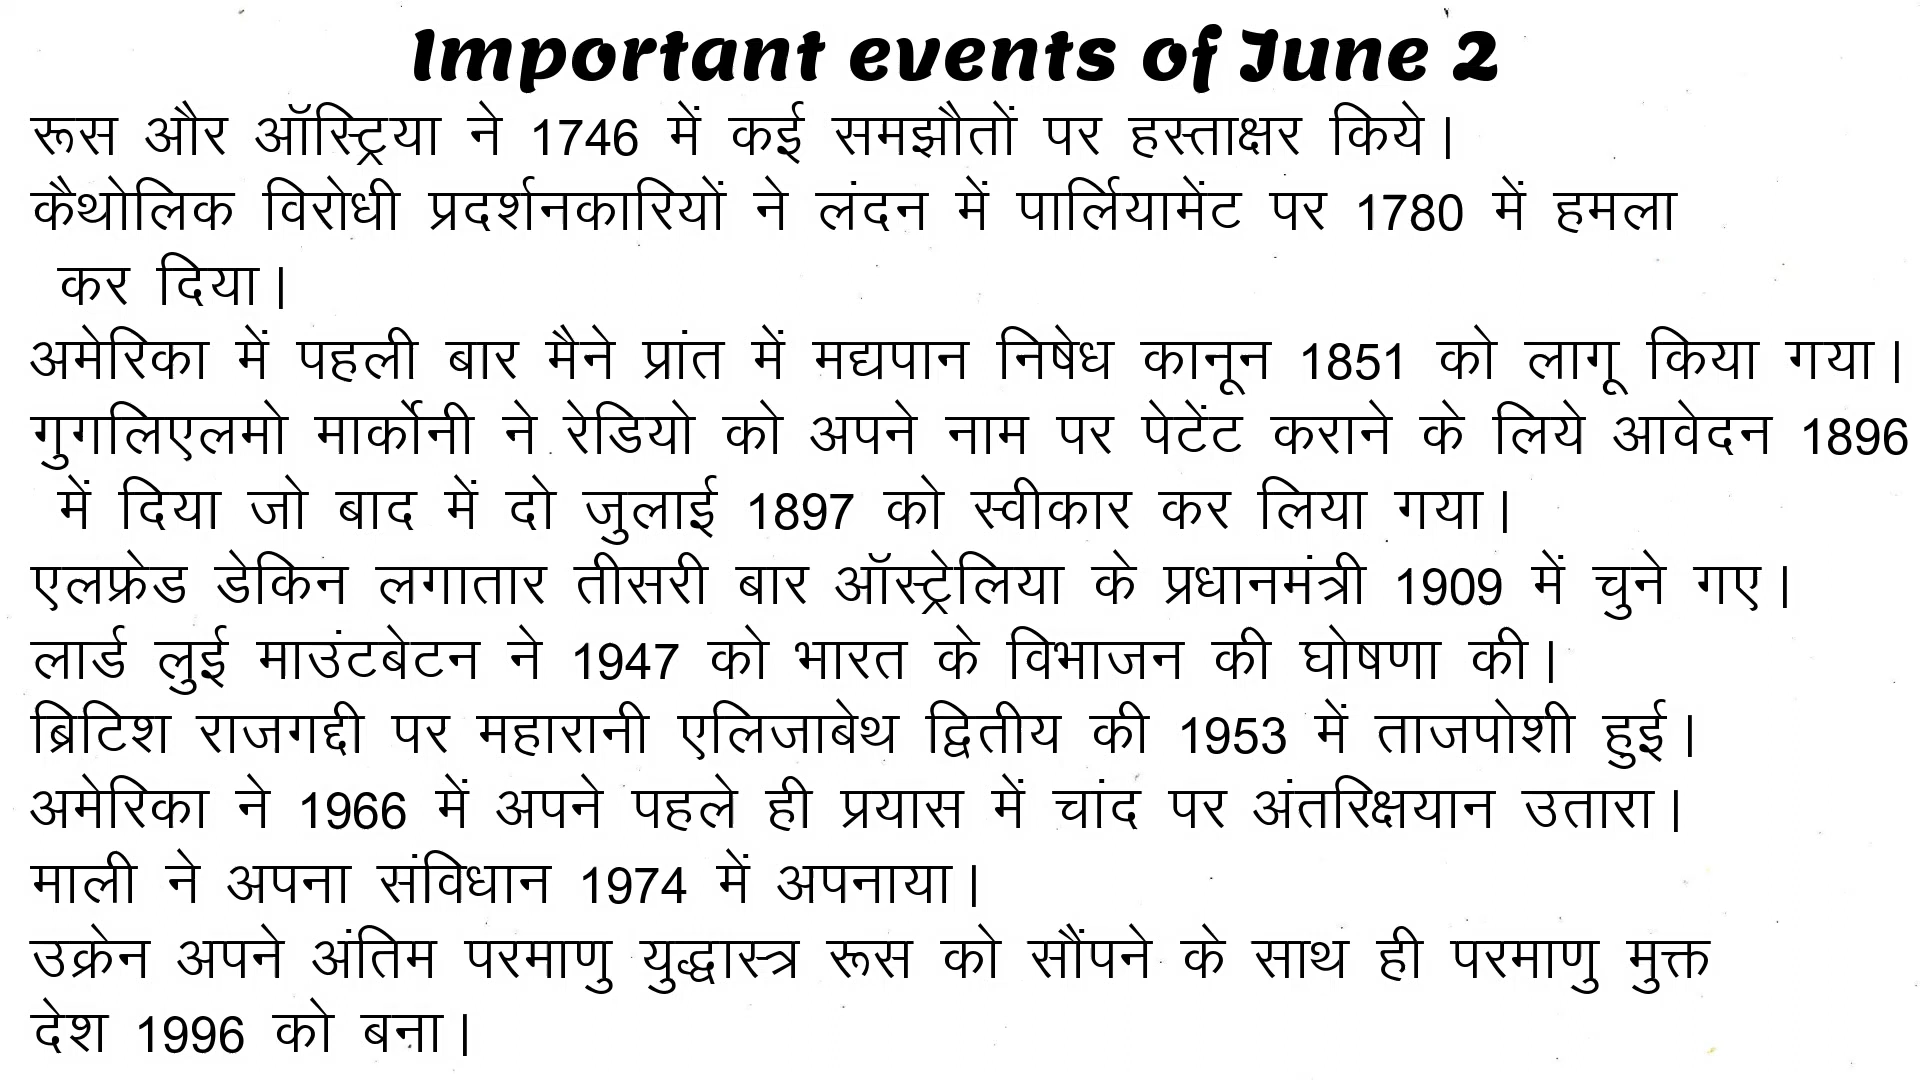 Important events of June 2
रूस और ऑस्ट्रिया ने 1746 में कई समझौतों पर हस्ताक्षर किये।
कैथोलिक विरोधी प्रदर्शनकारियों ने लंदन में पार्लियामेंट पर 1780 में हमला
कर दिया।
अमेरिका में पहली बार मैने प्रांत में मद्यपान निषेध कानून 1851 को लागू किया गया।
गुगलिएलमो मार्कोनी ने रेडियो को अपने नाम पर पेटेंट कराने के लिये आवेदन 1896
में दिया जो बाद में दो जुलाई 1897 को स्वीकार कर लिया गया।
एलफ्रेड डेकिन लगातार तीसरी बार ऑस्ट्रेलिया के प्रधानमंत्री 1909 में चुने गए।
लार्ड लुई माउंटबेटन ने 1947 को भारत के विभाजन की घोषणा की।
ब्रिटिश राजगद्दी पर महारानी एलिजाबेथ द्वितीय की 1953 में ताजपोशी हुई।
अमेरिका ने 1966 में अपने पहले ही प्रयास में चांद पर अंतरिक्षयान उतारा।
माली ने अपना संविधान 1974 में अपनाया।
उक्रेन अपने अंतिम परमाणु युद्धास्त्र रूस को सौंपने के साथ ही परमाणु मुक्त
देश 1996 को बना।